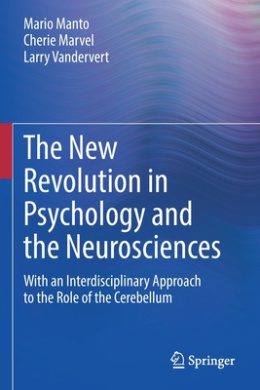 Mario Manto
Cherie Marvel
Larry Vandervert
The New
Revolution in
Psychology and
the Neurosciences
With an Interdisciplinary Approach
to the Role of the Cerebellum
Springer